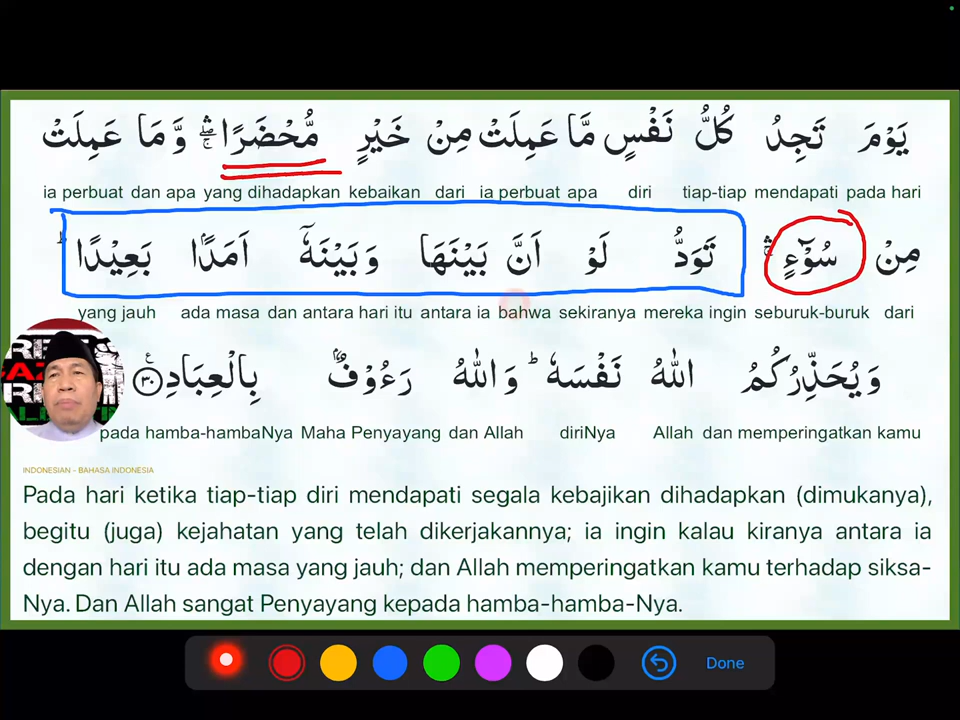 يَوْمَ تَجِدُ كُلُّ نَفْسٍ مَّا عَمِلَتْ مِنْ خَيْرٍ مُّحْضَرًا ۛۖ وَّمَا عَمِلَتْ
ia perbuat dan apa yang dihadapkan kebaikan dari ia perbuat apa diri tiap-tiap mendapati pada hari
مِنْ سُوْۤءٍ ۛ تَوَدُّ لَوْ اَنَّ بَيْنَهَا وَبَيْنَهٗٓ اَمَدًاۢ بَعِيْدًا ۗ
yang jauh ada masa dan antara hari itu antara ia bahwa sekiranya mereka ingin seburuk-buruk dari
وَيُحَذِّرُكُمُ اللّٰهُ نَفْسَهٗ ۗ وَاللّٰهُ رَءُوْفٌۢ بِالْعِبَادِ ࣖ ٣٠
pada hamba-hambaNya Maha Penyayang dan Allah diriNya Allah dan memperingatkan kamu
INDONESIAN - BAHASA INDONESIA
Pada hari ketika tiap-tiap diri mendapati segala kebajikan dihadapkan (dimukanya),
begitu (juga) kejahatan yang telah dikerjakannya; ia ingin kalau kiranya antara ia
dengan hari itu ada masa yang jauh; dan Allah memperingatkan kamu terhadap siksa-
Nya. Dan Allah sangat Penyayang kepada hamba-hamba-Nya.
Done